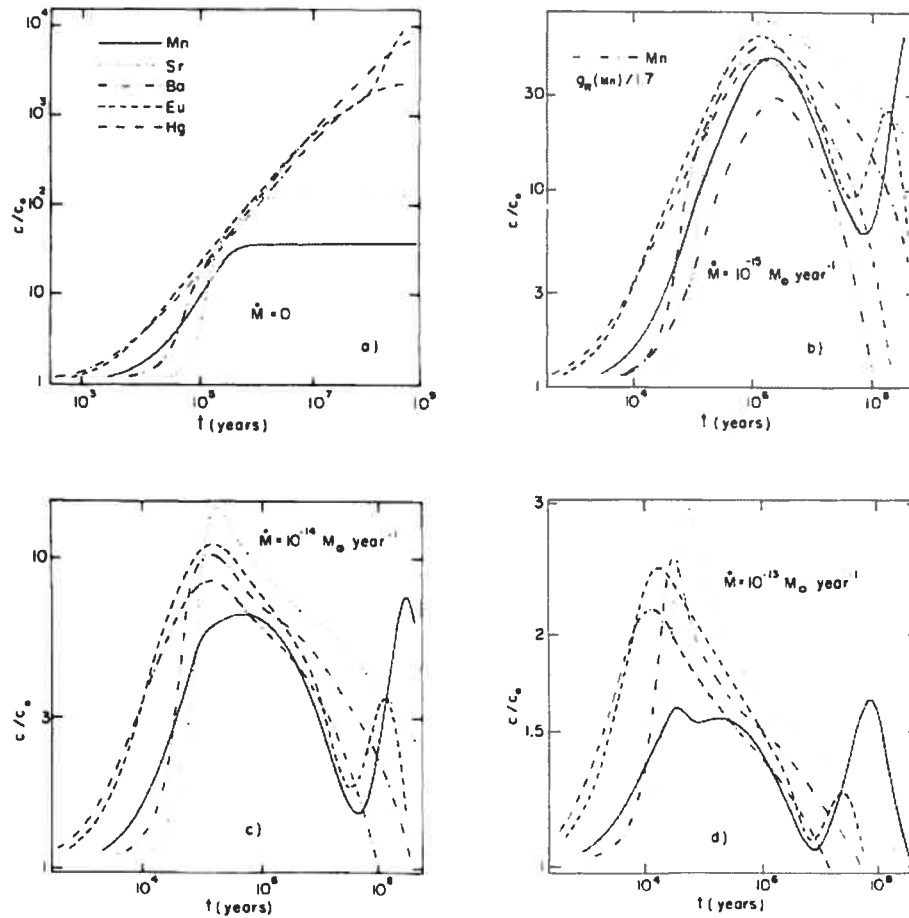 10⁴
Mn
Sr
Ba
Eu
Hg
10³
10²
c/c₀
10
Ṁ = 0
a)
1
10³ 10⁵ 10⁷ 10⁹
t (years)
Mn
g_R(Mn)/1.7
30
10
c/c₀
Ṁ = 10⁻¹⁵ M⊙ year⁻¹
3
b)
1
10⁴ 10⁶ 10⁸
t (years)
Ṁ = 10⁻¹⁴ M⊙ year⁻¹
10
c/c₀
3
c)
1
10⁴ 10⁶ 10⁸
t (years)
3
Ṁ = 10⁻¹³ M⊙ year⁻¹
2
c/c₀
1.5
d)
1
10⁴ 10⁶ 10⁸
t (years)